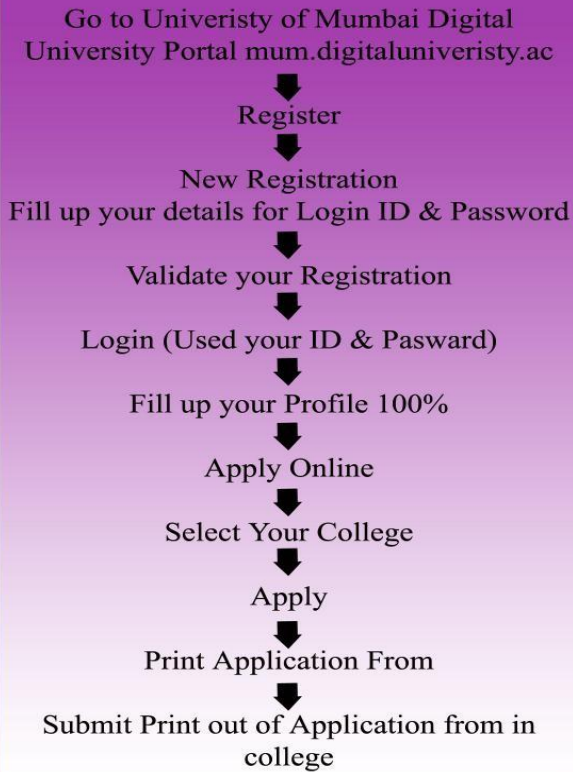 Go to Univeristy of Mumbai Digital
University Portal mum.digitaluniveristy.ac
Register
New Registration
Fill up your details for Login ID & Password
Validate your Registration
Login (Used your ID & Pasward)
Fill up your Profile 100%
Apply Online
Select Your College
Apply
Print Application From
Submit Print out of Application from in
college